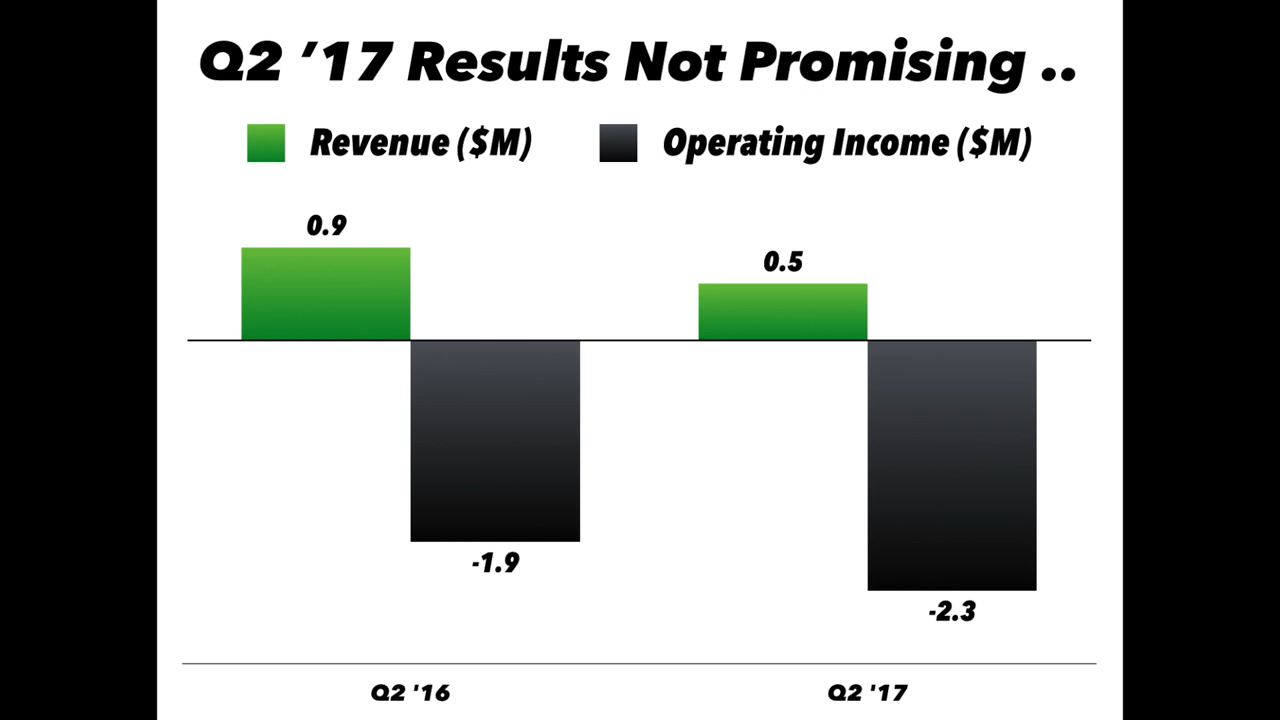 Q2 ’17 Results Not Promising ..
Revenue ($M) Operating Income ($M)
0.9
0.5
-1.9
-2.3
Q2 '16 Q2 '17